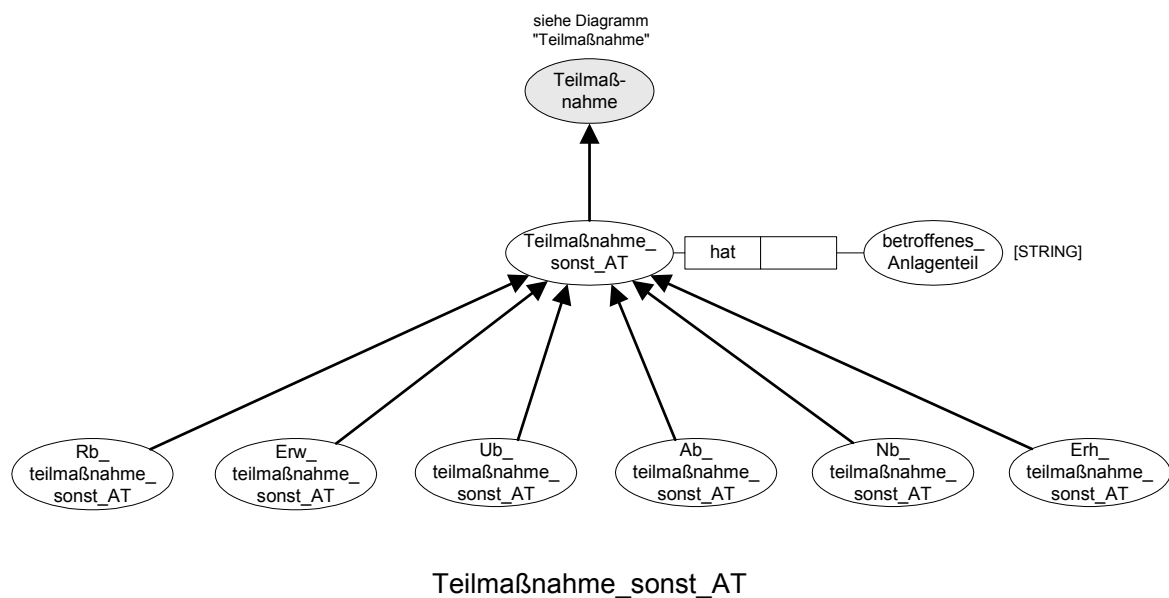 siehe Diagramm
"Teilmaßnahme"
Teilmaß-
nahme
Teilmaßnahme_
sonst_AT
hat
betroffenes_
Anlagenteil
[STRING]
Rb_
teilmaßnahme_
sonst_AT
Erw_
teilmaßnahme_
sonst_AT
Ub_
teilmaßnahme_
sonst_AT
Ab_
teilmaßnahme_
sonst_AT
Nb_
teilmaßnahme_
sonst_AT
Erh_
teilmaßnahme_
sonst_AT
Teilmaßnahme_sonst_AT